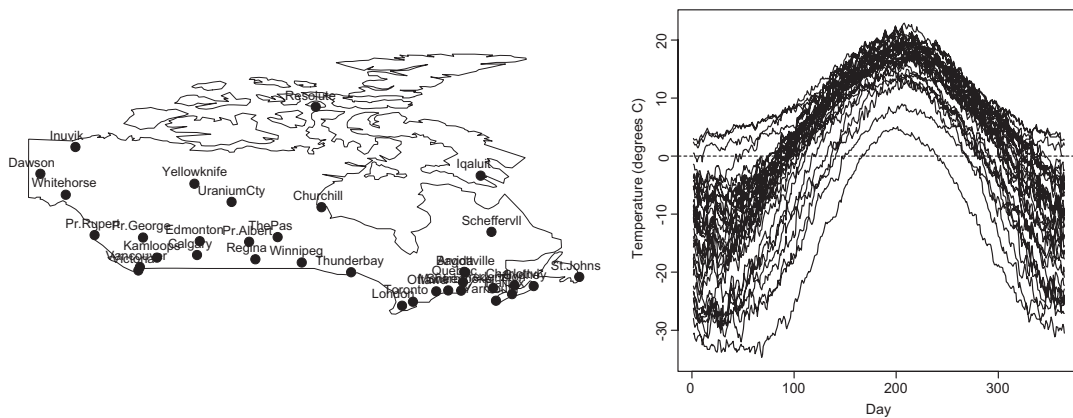 Resolute
Inuvik
Dawson
Whitehorse
Yellowknife
UraniumCty
Iqaluit
Churchill
Scheffervll
Pr.Rupert
Pr.George
Edmonton
Pr.Albert
ThePas
Kamloops
Calgary
Regina
Winnipeg
Vancouver
Victoria
Thunderbay
St.Johns
London
Toronto
Temperature (degrees C)
20
10
0
-10
-20
-30
0
100
200
300
Day